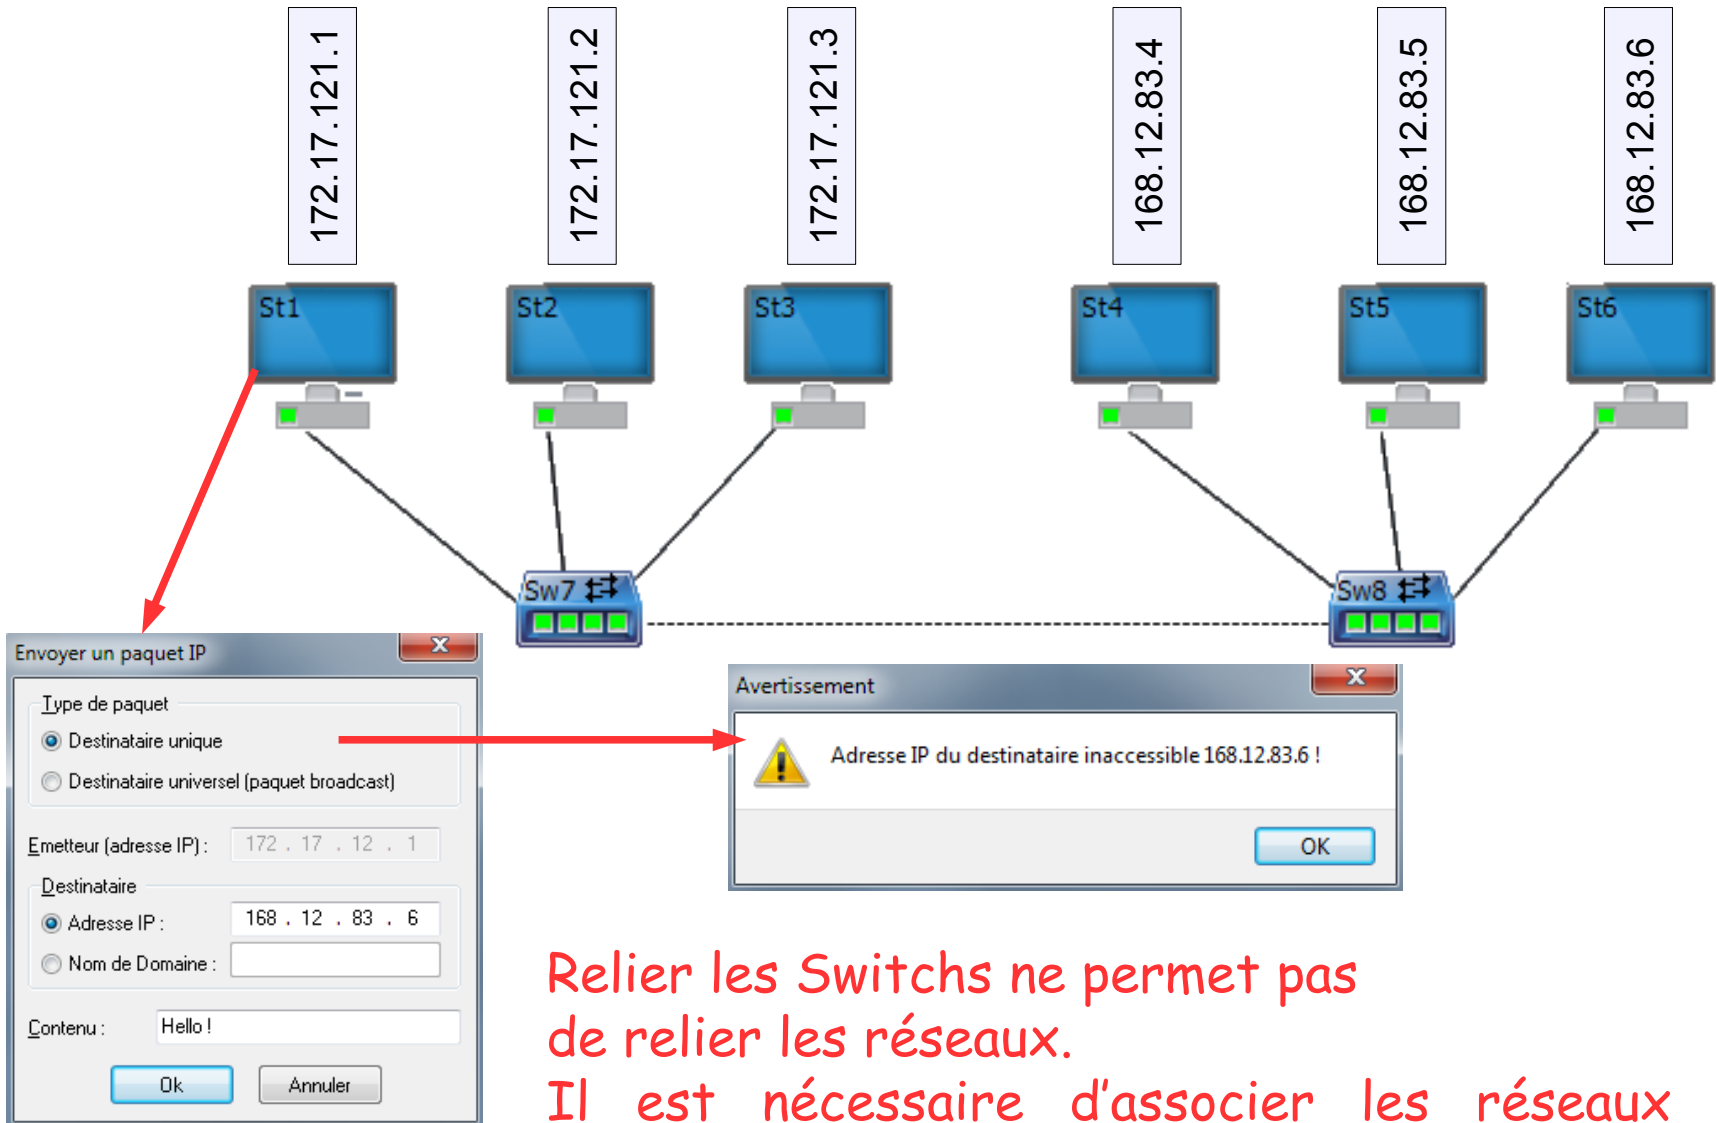 172.17.121.1
172.17.121.2
172.17.121.3
168.12.83.4
168.12.83.5
168.12.83.6
St1
St2
St3
St4
St5
St6
Sw7
Sw8
Envoyer un paquet IP
Type de paquet
Destinataire unique
Destinataire universel (paquet broadcast)
Emetteur (adresse IP) : 172 . 17 . 12 . 1
Destinataire
Adresse IP : 168 . 12 . 83 . 6
Nom de Domaine :
Contenu : Hello !
Ok Annuler
Avertissement
Adresse IP du destinataire inaccessible 168.12.83.6 !
OK
Relier les Switchs ne permet pas
de relier les réseaux.
Il est nécessaire d'associer les réseaux